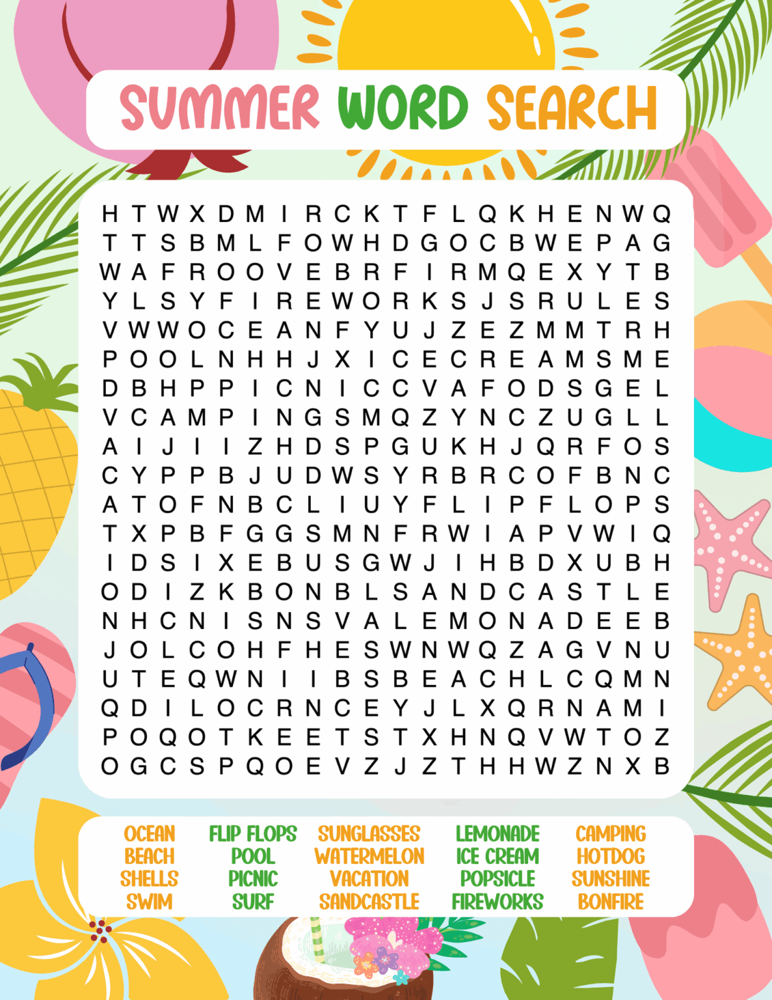 SUMMER WORD SEARCH
H T W X D M I R C K T F L Q K H E N W Q
T T S B M L F O W H D G O C B W E P A G
W A F R O O V E B R F I R M Q E X Y T B
Y L S Y F I R E W O R K S J S R U L E S
V W W O C E A N F Y U J Z E Z M M T R H
P O O L N H H J X I C E C R E A M S M E
D B H P P I C N I C C V A F O D S G E L
V C A M P I N G S M Q Z Y N C Z U G L L
A I J I I Z H D S P G U K H J Q R F O S
C Y P P B J U D W S Y R B R C O F B N C
A T O F N B C L I U Y F L I P F L O P S
T X P B F G G S M N F R W I A P V W I Q
I D S I X E B U S G W J I H B D X U B H
O D I Z K B O N B L S A N D C A S T L E
N H C N I S N S V A L E M O N A D E E B
J O L C O H F H E S W N W Q Z A G V N U
U T E Q W N I I B S B E A C H L C Q M N
Q D I L O C R N C E Y J L X Q R N A M I
P O Q O T K E E T S T X H N Q V W T O Z
O G C S P Q O E V Z J Z T H H W Z N X B
OCEAN FLIP FLOPS SUNGLASSES LEMONADE CAMPING
BEACH POOL WATERMELON ICE CREAM HOTDOG
SHELLS PICNIC VACATION POPSICLE SUNSHINE
SWIM SURF SANDCASTLE FIREWORKS BONFIRE